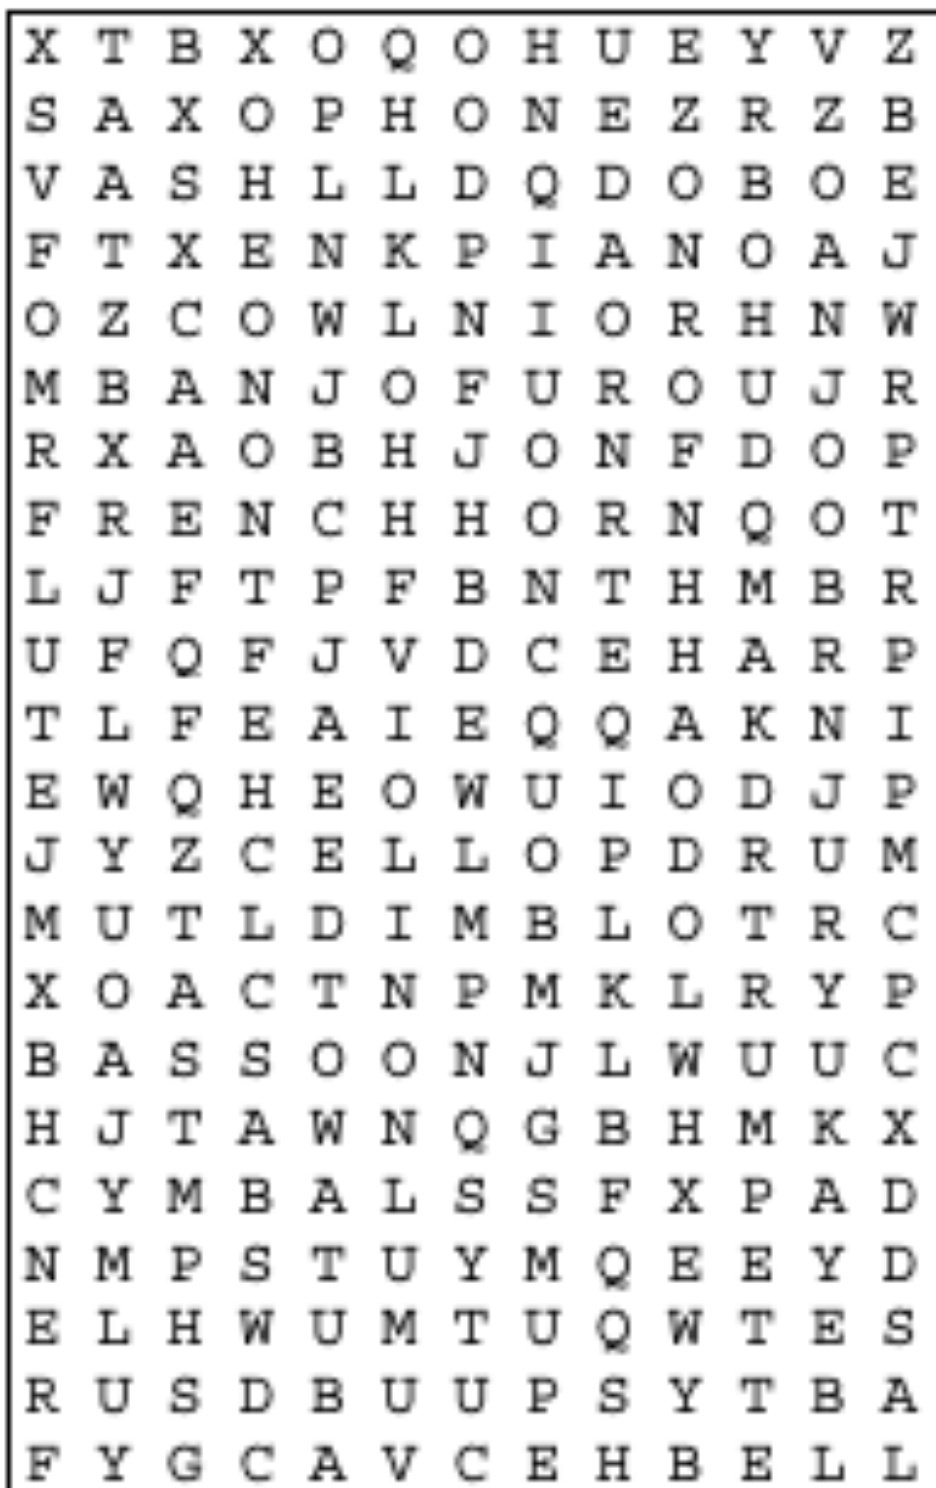 X T B X O Q O H U E Y V Z
S A X O P H O N E Z R Z B
V A S H L L D Q D O B O E
F T X E N K P I A N O A J
O Z C O W L N I O R H N W
M B A N J O F U R O U J R
R X A O B H J O N F D O P
F R E N C H H O R N Q O T
L J F T P F B N T H M B R
U F Q F J V D C E H A R P
T L F E A I E Q Q A K N I
E W Q H E O W U I O D J P
J Y Z C E L L O P D R U M
M U T L D I M B L O T R C
X O A C T N P M K L R Y P
B A S S O O N J L W U U C
H J T A W N Q G B H M K X
C Y M B A L S S F X P A D
N M P S T U Y M Q E E Y D
E L H W U M T U Q W T E S
R U S D B U U P S Y T B A
F Y G C A V C E H B E L L